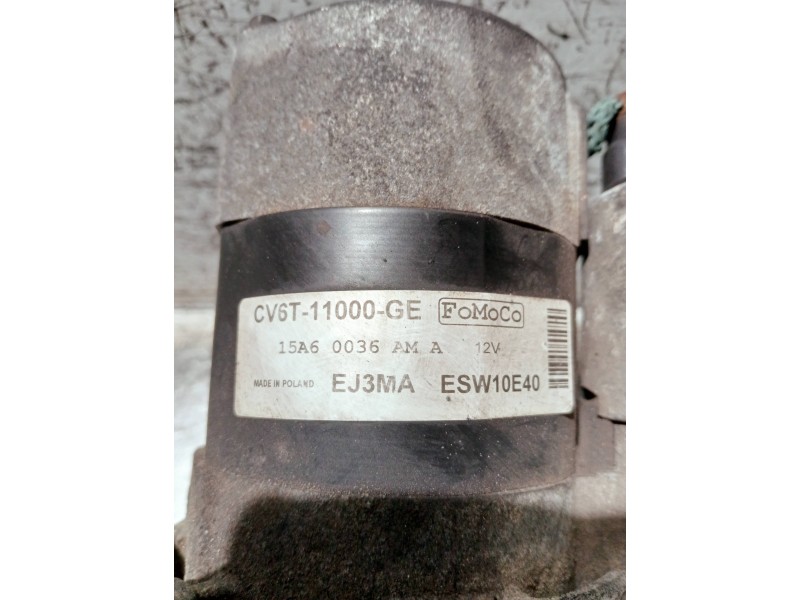 CV6T-11000-GE FoMoCo
15A6 0036 AM A 12V
MADE IN POLAND EJ3MA ESW10E40